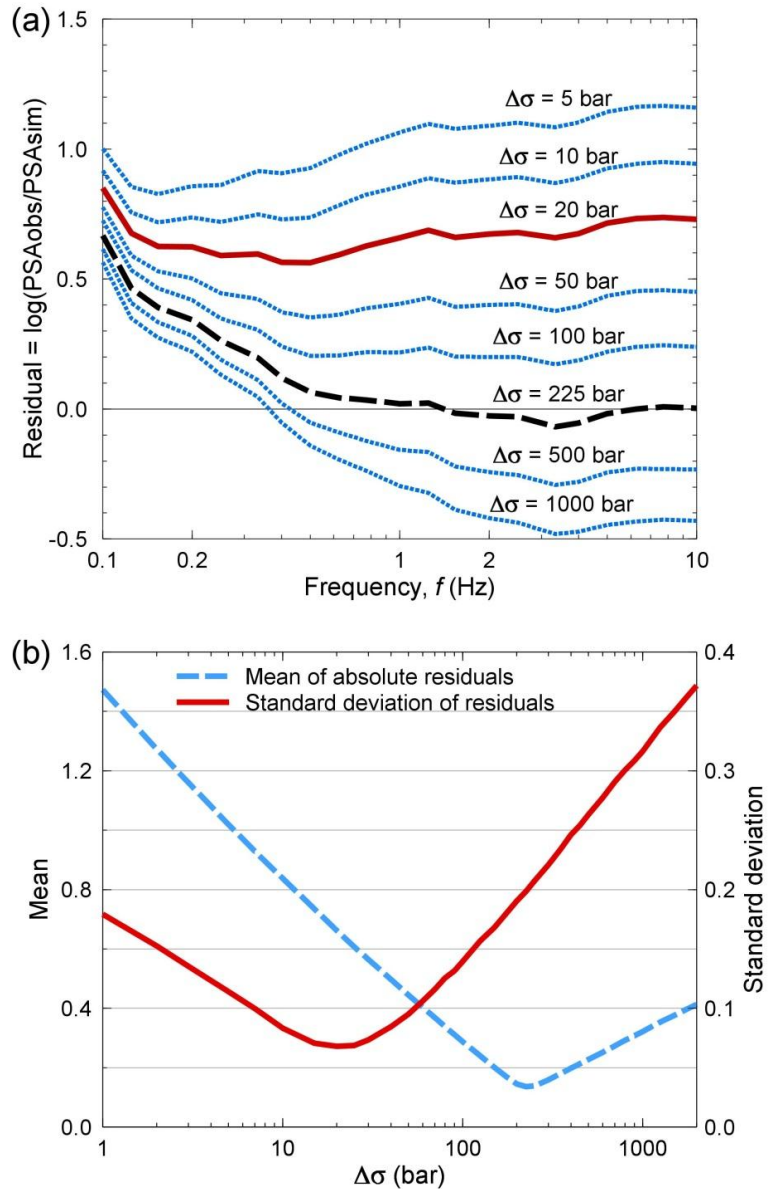 (a)
1.5
1.0
0.5
0.0
-0.5
Residual = log(PSAobs/PSAsim)
Δσ = 5 bar
Δσ = 10 bar
Δσ = 20 bar
Δσ = 50 bar
Δσ = 100 bar
Δσ = 225 bar
Δσ = 500 bar
Δσ = 1000 bar
0.1 0.2 1 2 10
Frequency, f (Hz)
(b)
1.6
1.2
0.8
0.4
0.0
Mean
Mean of absolute residuals
Standard deviation of residuals
0.4
0.3
0.2
0.1
0.0
Standard deviation
1 10 100 1000
Δσ (bar)